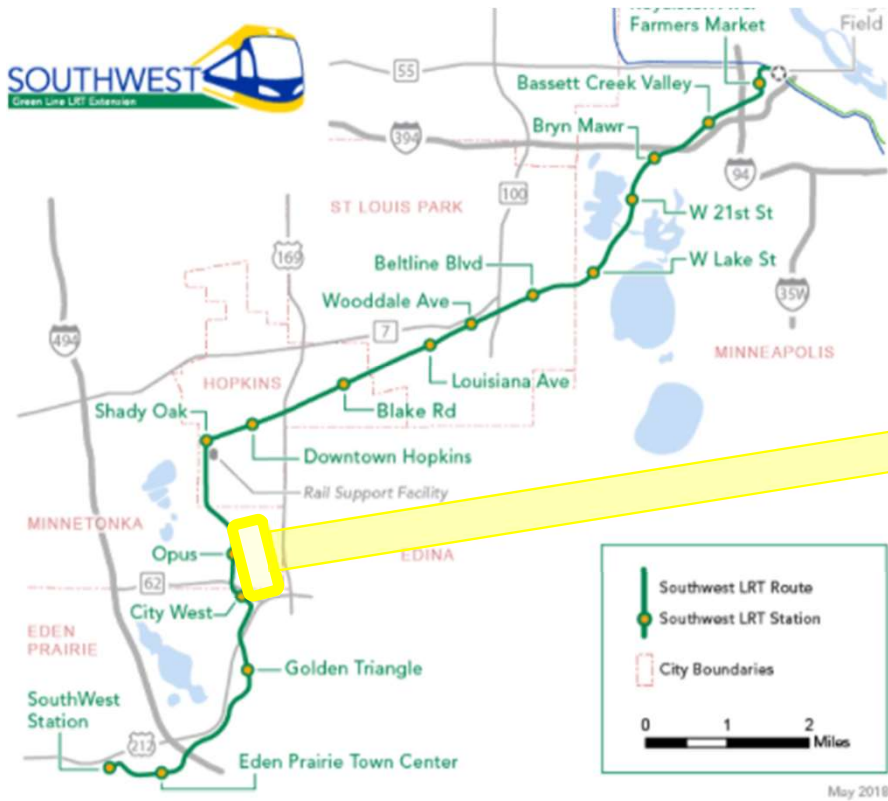 Farmers Market
Field
SOUTHWEST
Green Line LRT Extension
55
Bassett Creek Valley
Bryn Mawr
394
94
100
ST LOUIS PARK
W 21st St
169
Beltline Blvd
W Lake St
35W
Wooddale Ave
7
494
MINNEAPOLIS
HOPKINS
Louisiana Ave
Shady Oak
Blake Rd
Downtown Hopkins
Rail Support Facility
MINNETONKA
Opus
EDINA
62
City West
EDEN
PRAIRIE
Golden Triangle
SouthWest
Station
212
Eden Prairie Town Center
Southwest LRT Route
Southwest LRT Station
City Boundaries
0 1 2
Miles
May 2018